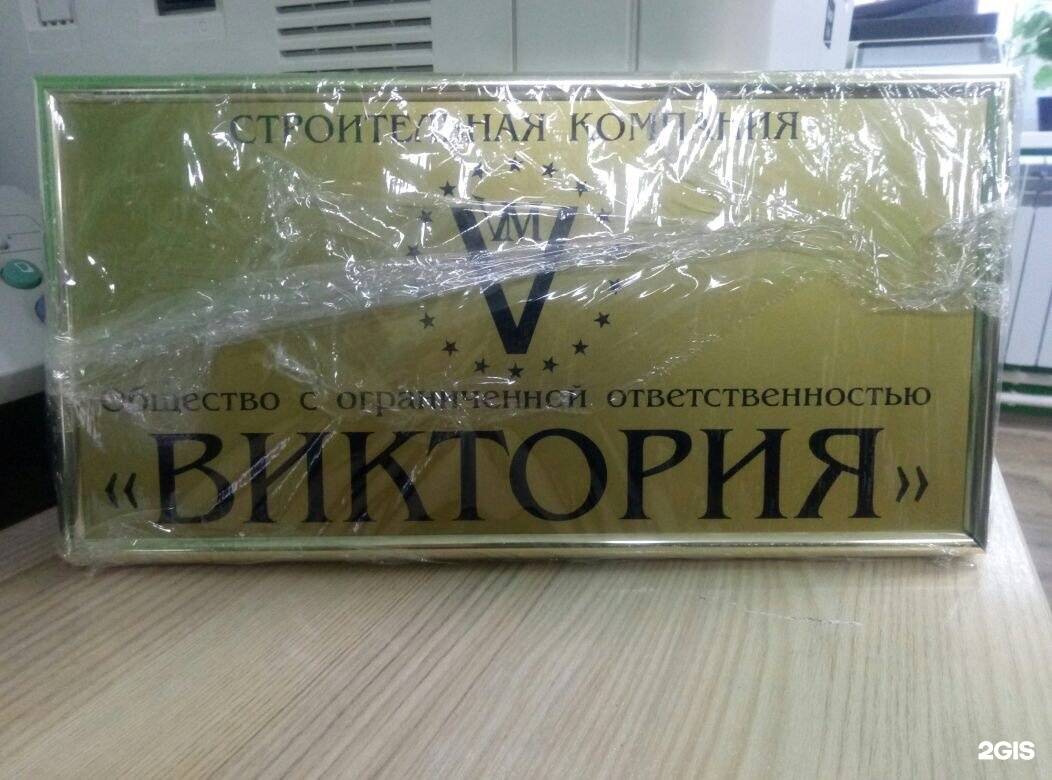 СТРОИТЕЛЬНАЯ КОМПАНИЯ
V
Общество с ограниченной ответственностью
«ВИКТОРИЯ»
2GIS